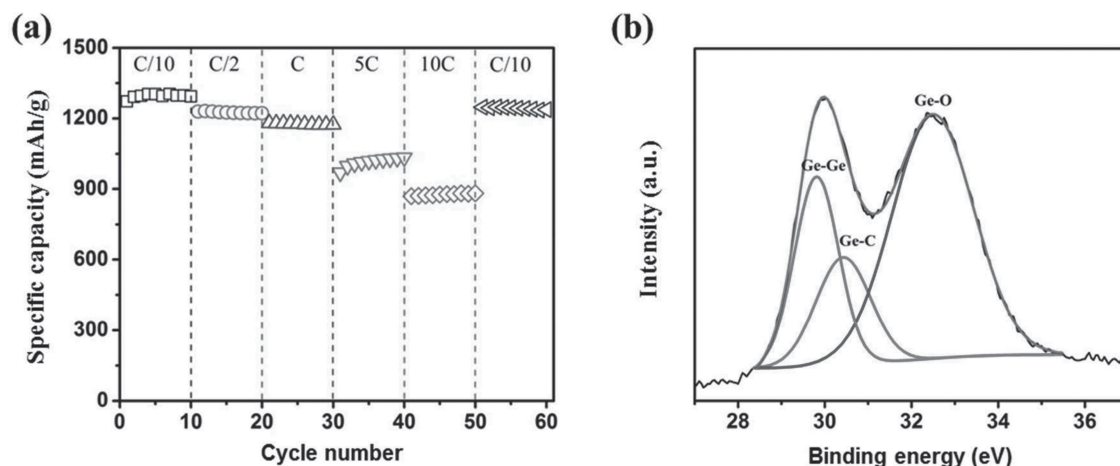 (a)
1500
1200
900
600
300
0
C/10 C/2 C 5C 10C C/10
0 10 20 30 40 50 60
Specific capacity (mAh/g)
Cycle number
(b)
Ge-O
Ge-Ge
Ge-C
Intensity (a.u.)
28 30 32 34 36
Binding energy (eV)